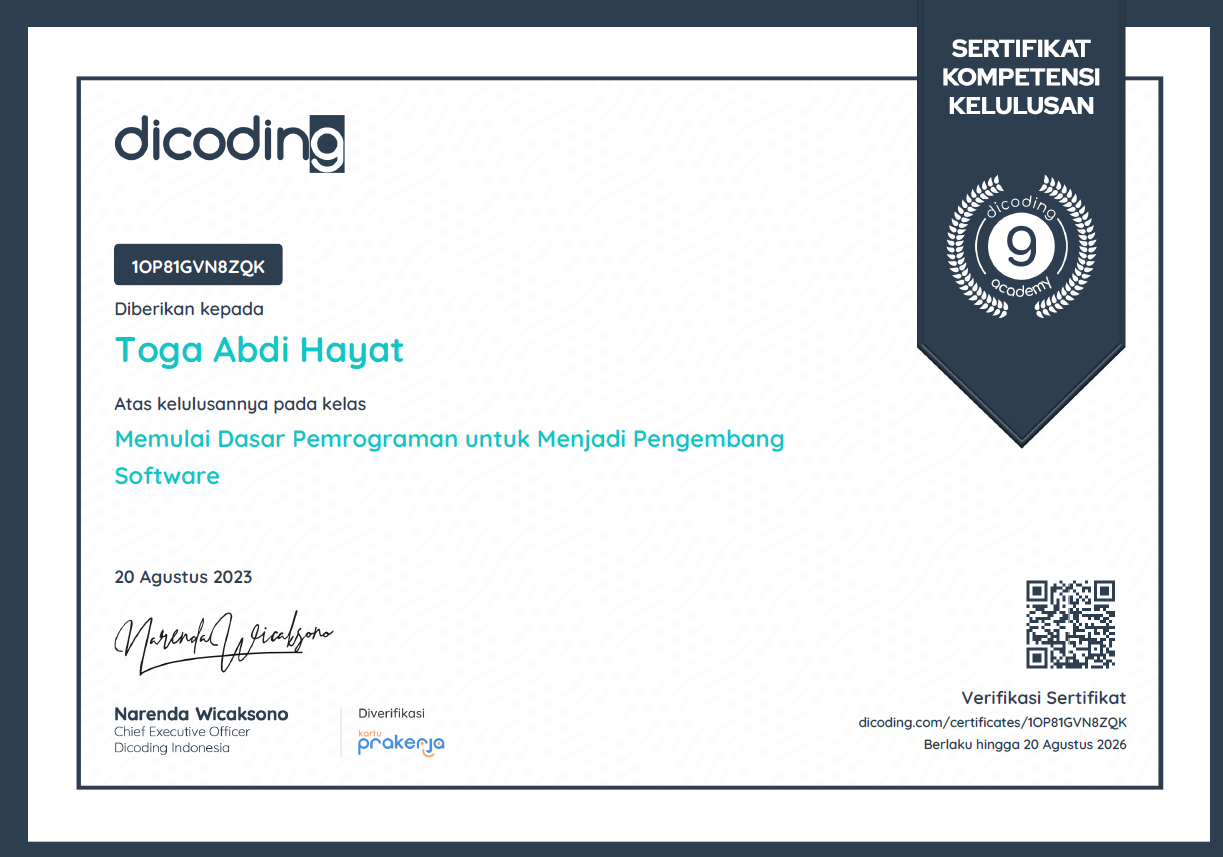 SERTIFIKAT
KOMPETENSI
KELULUSAN
dicoding
dicoding
9
academy
1OP81GVN8ZQK
Diberikan kepada
Toga Abdi Hayat
Atas kelulusannya pada kelas
Memulai Dasar Pemrograman untuk Menjadi Pengembang
Software
20 Agustus 2023
Narenda Wicaksono
Narenda Wicaksono
Chief Executive Officer
Dicoding Indonesia
Diverifikasi
kartu
prakerja
Verifikasi Sertifikat
dicoding.com/certificates/1OP81GVN8ZQK
Berlaku hingga 20 Agustus 2026